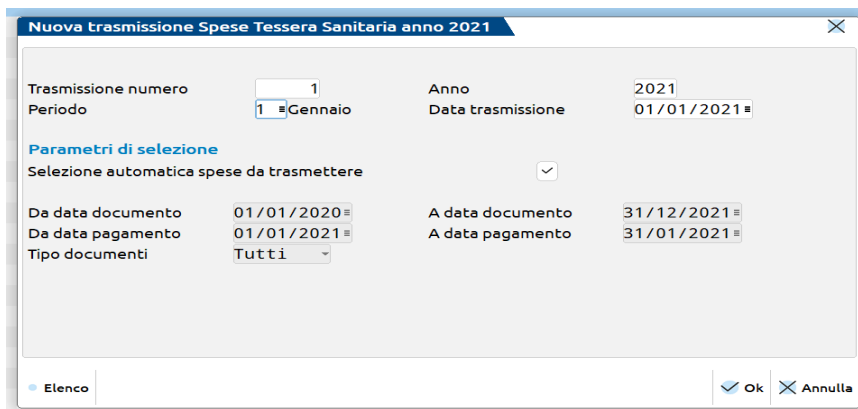 Nuova trasmissione Spese Tessera Sanitaria anno 2021
Trasmissione numero 1 Anno 2021
Periodo 1 Gennaio Data trasmissione 01/01/2021
Parametri di selezione
Selezione automatica spese da trasmettere
Da data documento 01/01/2020 A data documento 31/12/2021
Da data pagamento 01/01/2021 A data pagamento 31/01/2021
Tipo documenti Tutti
Elenco Ok Annulla